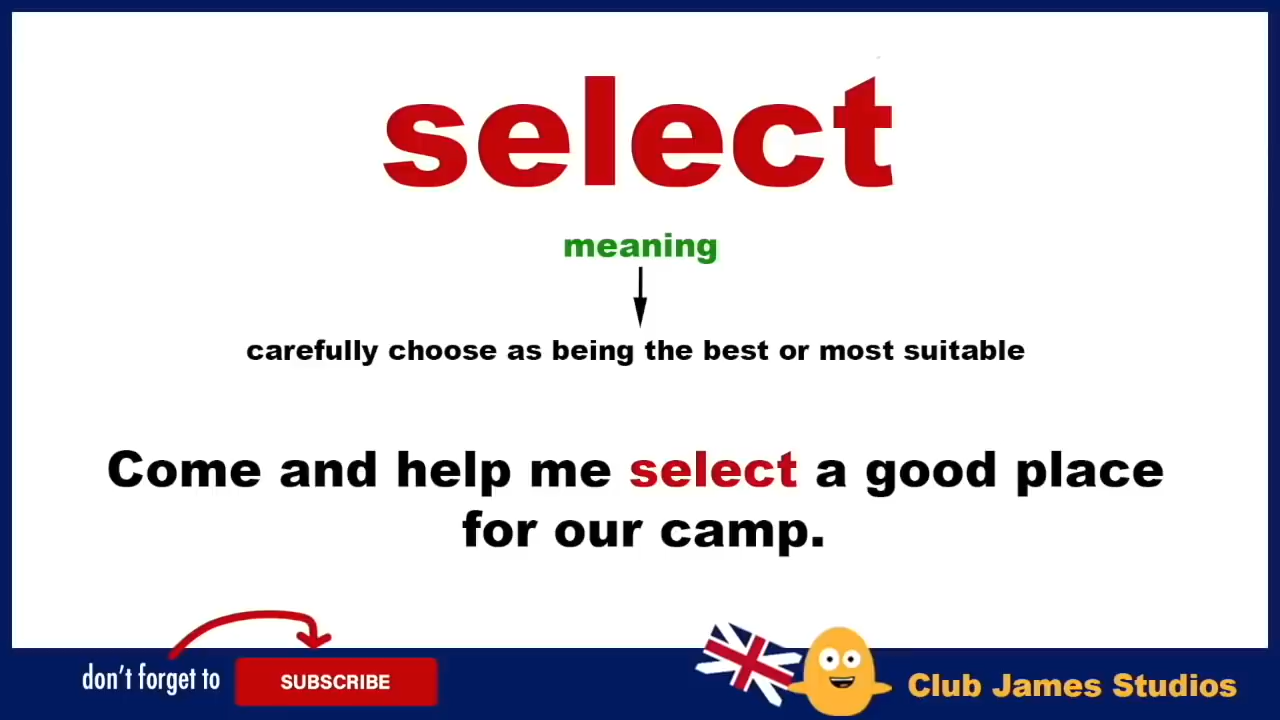 select
meaning
carefully choose as being the best or most suitable
Come and help me select a good place
for our camp.
don't forget to
SUBSCRIBE
Club James Studios